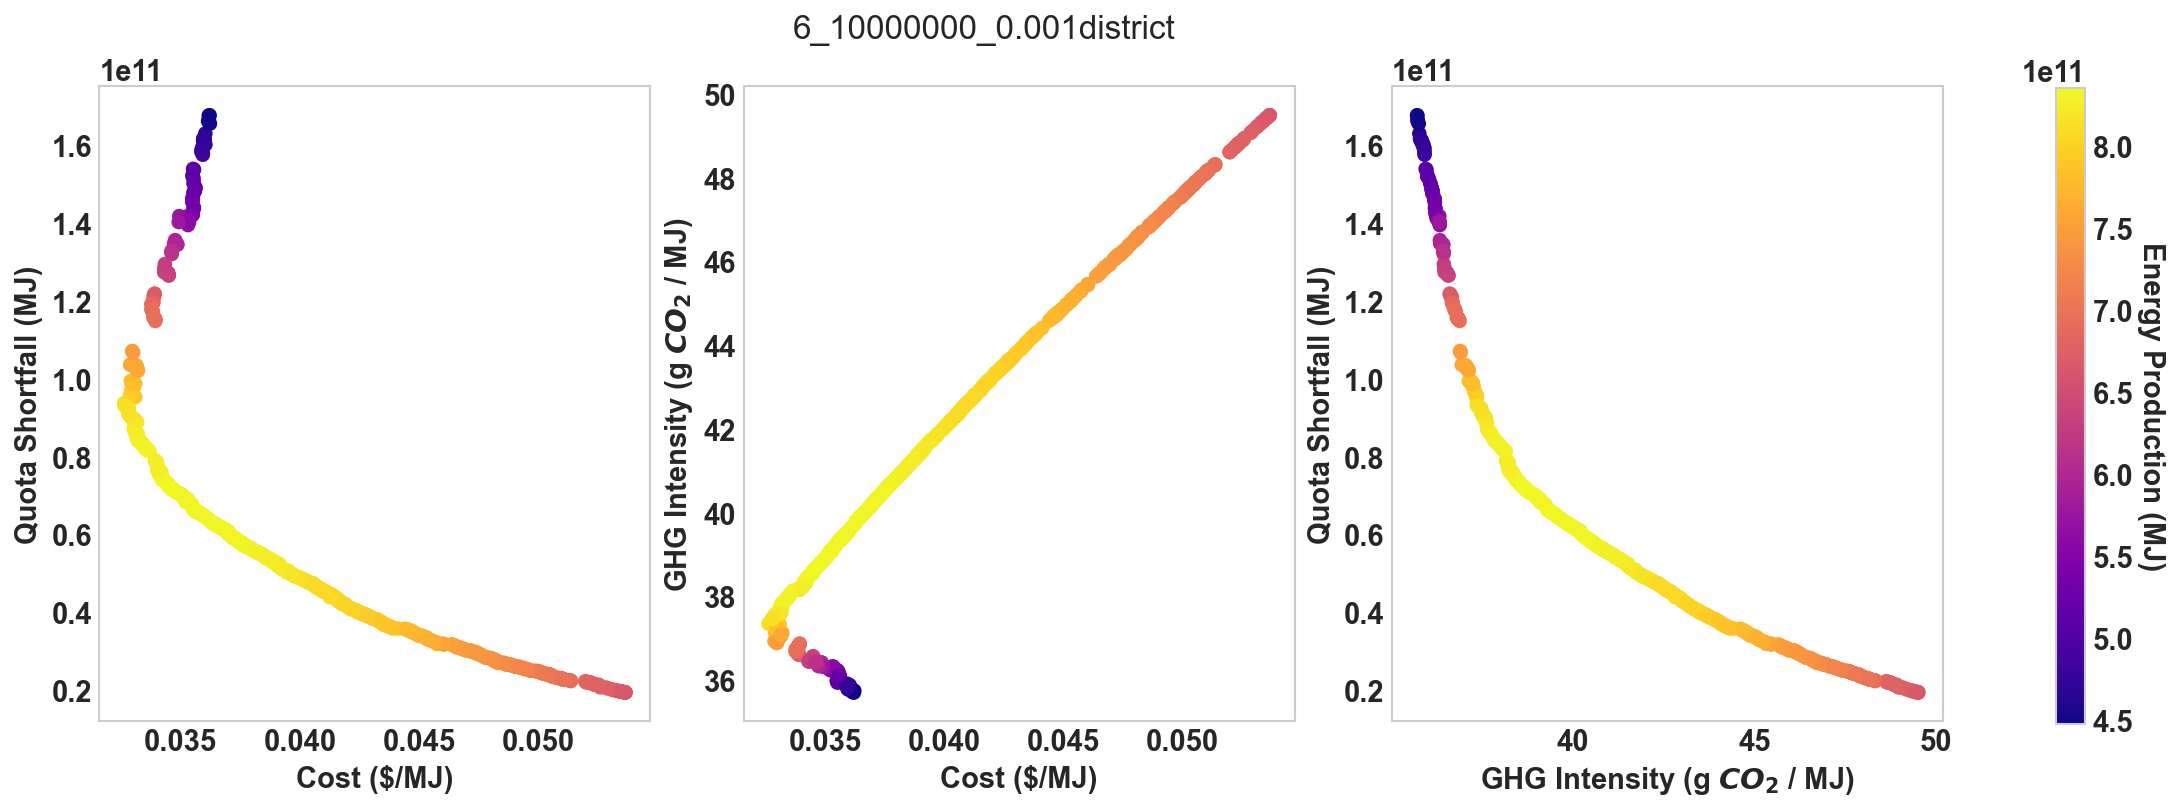 6_10000000_0.001district
1e11
1.6
1.4
1.2
1.0
0.8
0.6
0.4
0.2
Quota Shortfall (MJ)
0.035 0.040 0.045 0.050
Cost ($/MJ)
50
48
46
44
42
40
38
36
GHG Intensity (g CO₂ / MJ)
0.035 0.040 0.045 0.050
Cost ($/MJ)
1e11
1.6
1.4
1.2
1.0
0.8
0.6
0.4
0.2
Quota Shortfall (MJ)
40 45 50
GHG Intensity (g CO₂ / MJ)
1e11
8.0
7.5
7.0
6.5
6.0
5.5
5.0
4.5
Energy Production (MJ)